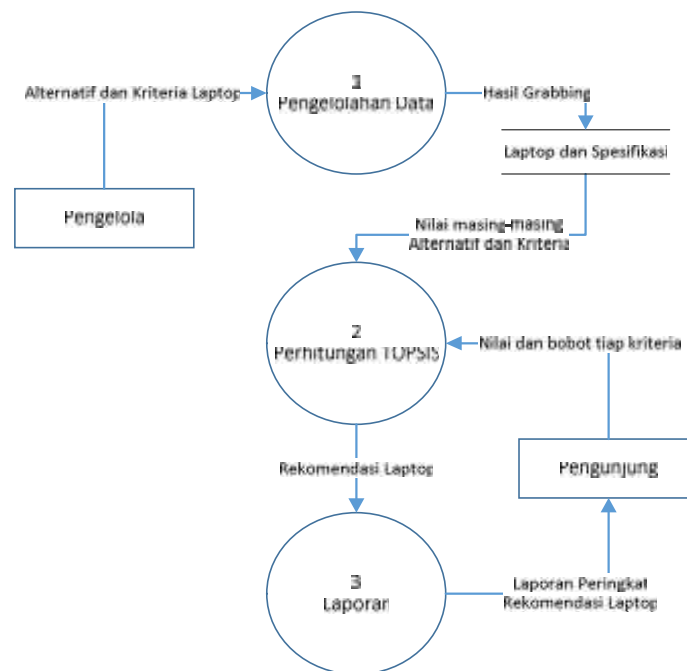 1
Pengelolahan Data
Alternatif dan Kriteria Laptop
Hasil Grabbing
Laptop dan Spesifikasi
Pengelola
Nilai masing-masing
Alternatif dan Kriteria
2
Perhitungan TOPSIS
Nilai dan bobot tiap kriteria
Rekomendasi Laptop
Pengunjung
3
Laporan
Laporan Peringkat
Rekomendasi Laptop